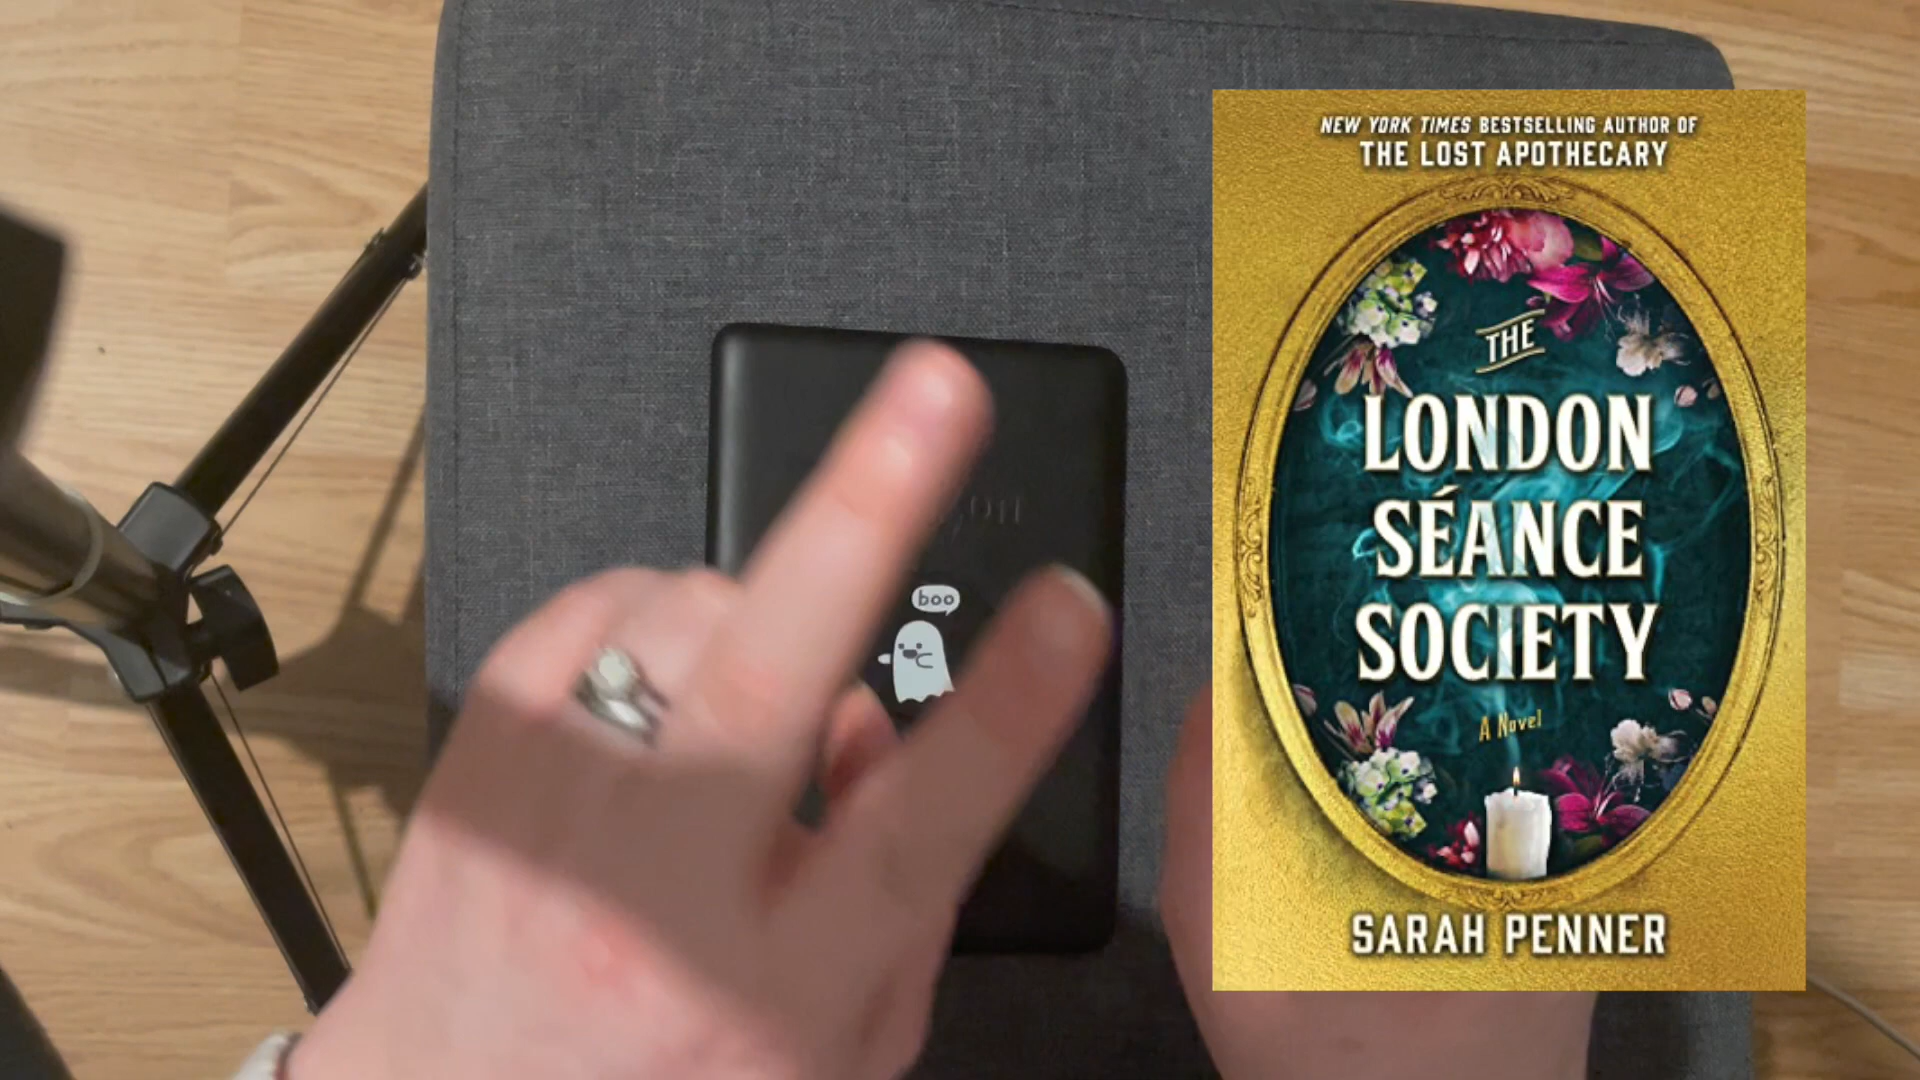 boo
NEW YORK TIMES BESTSELLING AUTHOR OF
THE LOST APOTHECARY
THE
LONDON
SÉANCE
SOCIETY
A Novel
SARAH PENNER